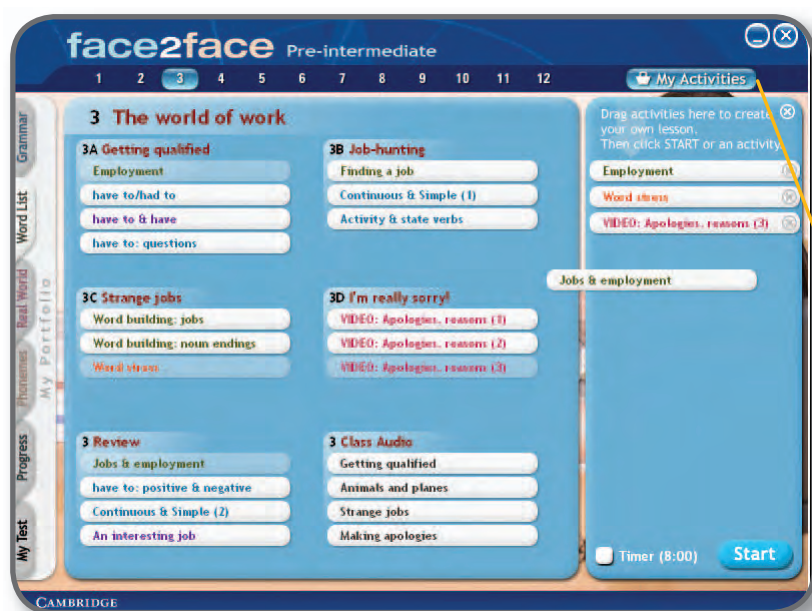 face2face Pre-intermediate
1 2 3 4 5 6 7 8 9 10 11 12
My Activities
Grammar
Word List
Real World
Phonemes
Progress
My Test
My Portfolio
3 The world of work
3A Getting qualified
Employment
have to/had to
have to & have
have to: questions
3B Job-hunting
Finding a job
Continuous & Simple (1)
Activity & state verbs
3C Strange jobs
Word building: jobs
Word building: noun endings
Word stress
3D I'm really sorry!
VIDEO: Apologies, reasons (1)
VIDEO: Apologies, reasons (2)
VIDEO: Apologies, reasons (3)
3 Review
Jobs & employment
have to: positive & negative
Continuous & Simple (2)
An interesting job
3 Class Audio
Getting qualified
Animals and planes
Strange jobs
Making apologies
Drag activities here to create
your own lesson.
Then click START or an activity.
Employment
Word stress
VIDEO: Apologies, reasons (3)
Jobs & employment
Timer (8:00)
Start
CAMBRIDGE